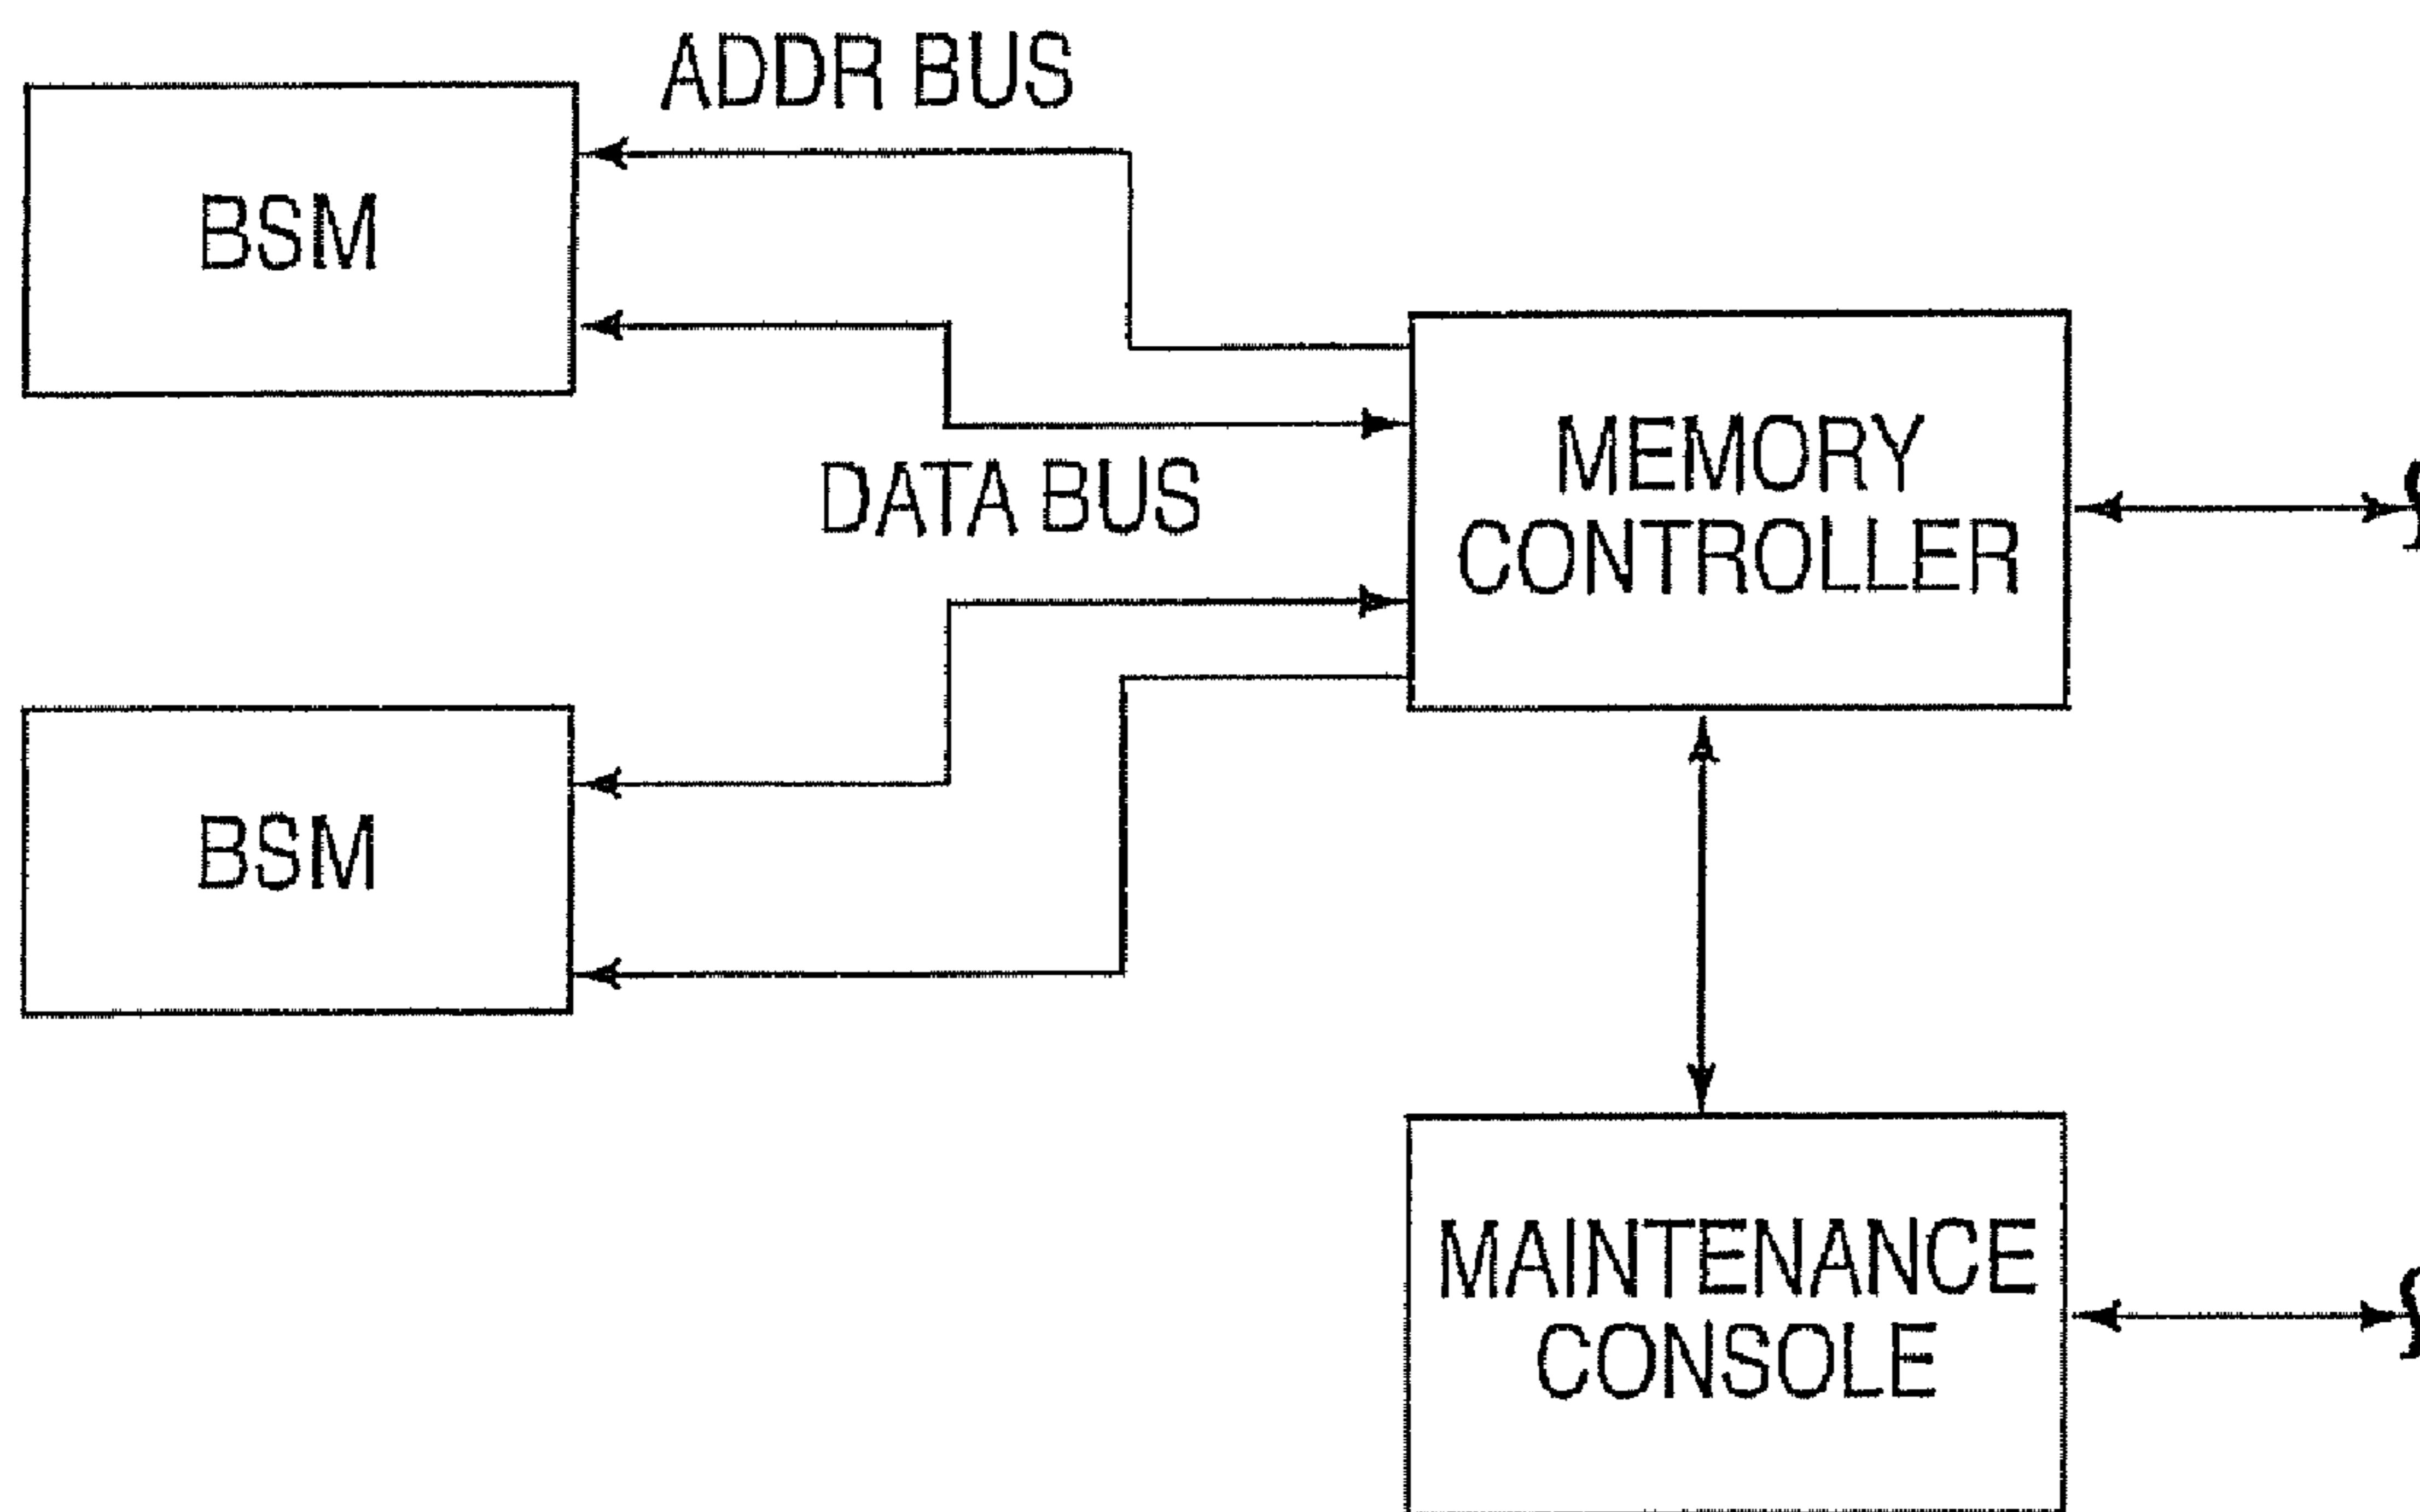 ADDR BUS
BSM
DATA BUS
MEMORY
CONTROLLER
BSM
MAINTENANCE
CONSOLE